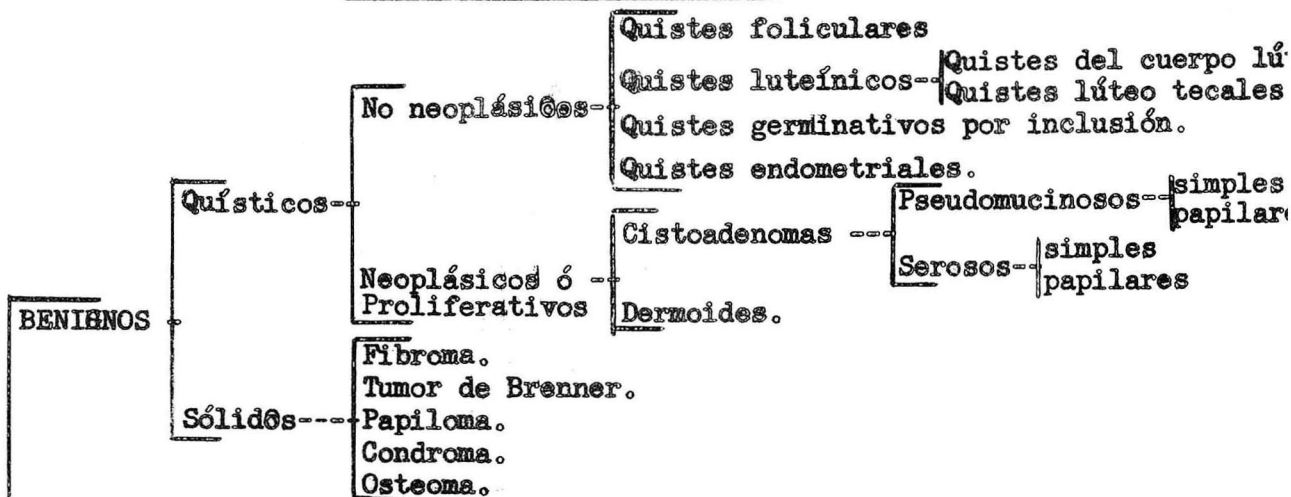 Quistes foliculares
Quistes luteínicos--
Quistes del cuerpo lú
Quistes lúteo tecales
No neoplásicos--
Quistes germinativos por inclusión.
Quistes endometriales.
Quísticos--
Pseudomucinosos--
simples
papilar
Cistoadenomas ---
Serosos--
simples
papilares
Neoplásicos ó --
Proliferativos
Dermoides.
BENIGNOS
Fibroma.
Tumor de Brenner.
Sólidos---
Papiloma.
Condroma.
Osteoma.